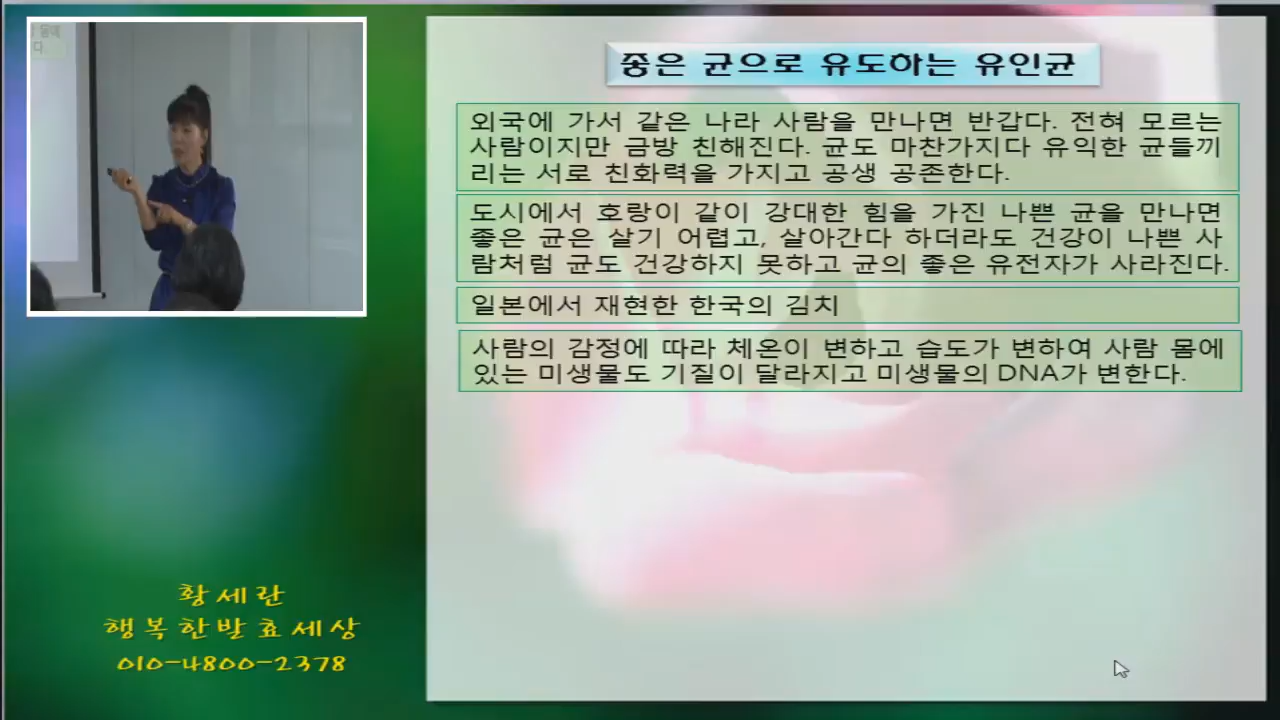 몸에
다
좋은 균으로 유도하는 유인균
외국에 가서 같은 나라 사람을 만나면 반갑다. 전혀 모르는
사람이지만 금방 친해진다. 균도 마찬가지다 유익한 균들끼
리는 서로 친화력을 가지고 공생 공존한다.
도시에서 호랑이 같이 강대한 힘을 가진 나쁜 균을 만나면
좋은 균은 살기 어렵고, 살아간다 하더라도 건강이 나쁜 사
람처럼 균도 건강하지 못하고 균의 좋은 유전자가 사라진다.
일본에서 재현한 한국의 김치
사람의 감정에 따라 체온이 변하고 습도가 변하여 사람 몸에
있는 미생물도 기질이 달라지고 미생물의 DNA가 변한다.
황세란
행복한발효세상
010-4800-2378